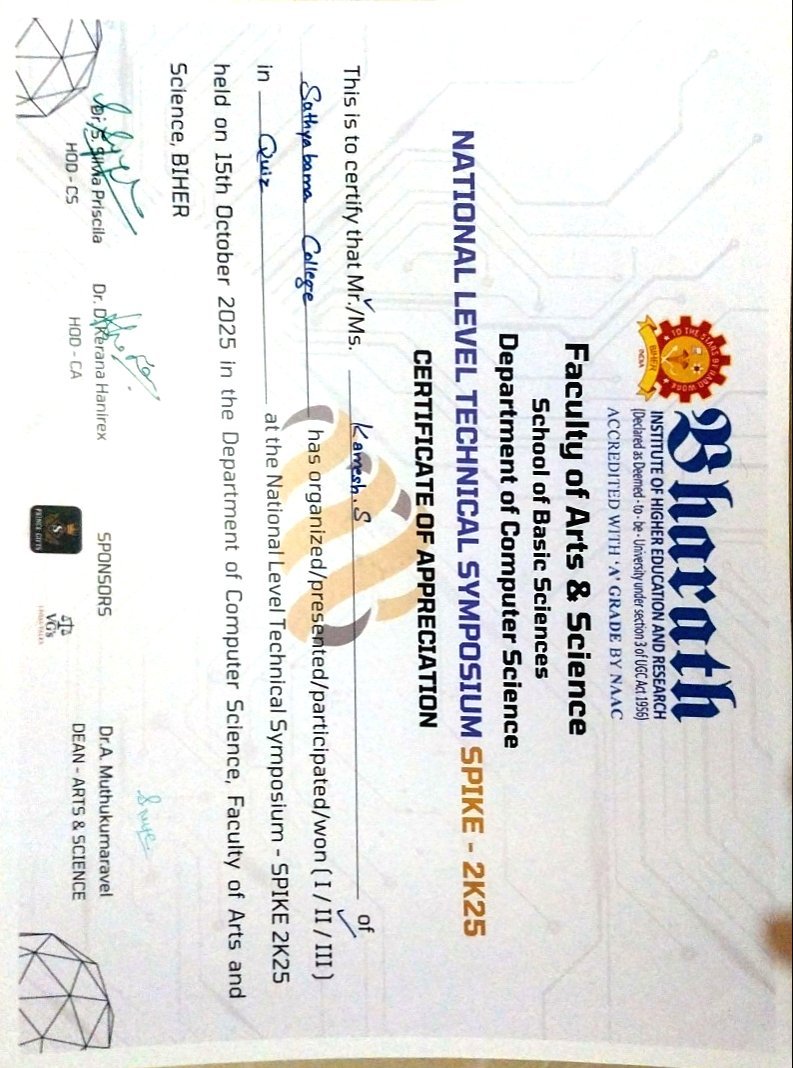 TO THE STARS BY HARD WORK
BIHER
INDIA
Bharath
INSTITUTE OF HIGHER EDUCATION AND RESEARCH
(Declared as Deemed - to - be - University under section 3 of UGC Act 1956)
ACCREDITED WITH ‘A’ GRADE BY NAAC
Faculty of Arts & Science
School of Basic Sciences
Department of Computer Science
NATIONAL LEVEL TECHNICAL SYMPOSIUM SPIKE - 2K25
CERTIFICATE OF APPRECIATION
This is to certify that Mr./Ms. Kamesh.S of
Sathyabama College has organized/presented/participated/won ( I / II / III )
in Quiz at the National Level Technical Symposium - SPIKE 2K25
held on 15th October 2025 in the Department of Computer Science, Faculty of Arts and
Science, BIHER
Dr. S. Silvia Priscila Dr. D. Kerana Hanirex SPONSORS Dr.A. Muthukumaravel
HOD - CS HOD - CA DEAN - ARTS & SCIENCE
S
PRINCE GIFTS
VG's